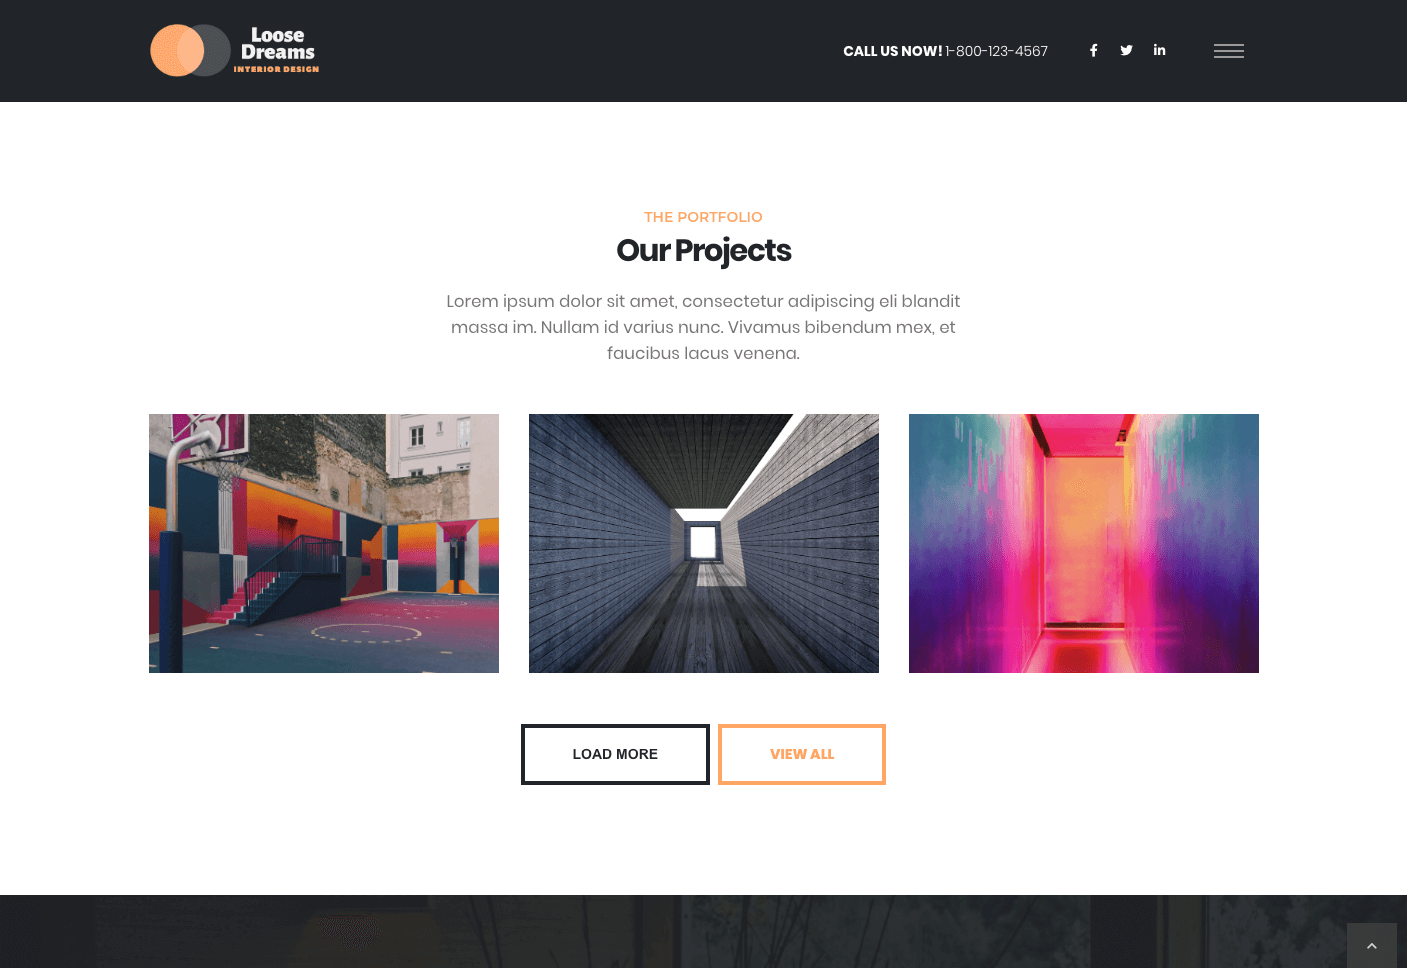 Loose
Dreams
INTERIOR DESIGN
CALL US NOW! 1-800-123-4567
THE PORTFOLIO
Our Projects
Lorem ipsum dolor sit amet, consectetur adipiscing eli blandit
massa im. Nullam id varius nunc. Vivamus bibendum mex, et
faucibus lacus venena.
LOAD MORE
VIEW ALL